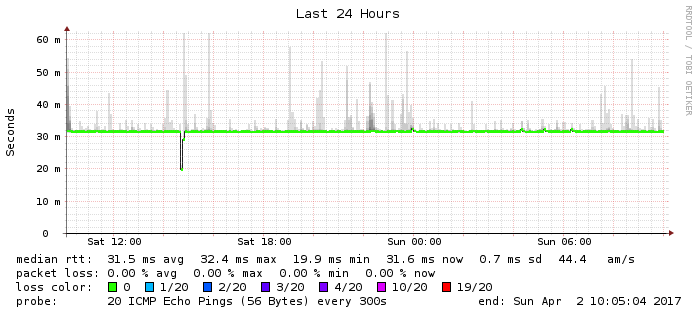 Last 24 Hours
RRDTOOL / TOBI OETIKER
Seconds
60 m
50 m
40 m
30 m
20 m
10 m
0
Sat 12:00 Sat 18:00 Sun 00:00 Sun 06:00
median rtt: 31.5 ms avg 32.4 ms max 19.9 ms min 31.6 ms now 0.7 ms sd 44.4 am/s
packet loss: 0.00 % avg 0.00 % max 0.00 % min 0.00 % now
loss color: 0 1/20 2/20 3/20 4/20 10/20 19/20
probe: 20 ICMP Echo Pings (56 Bytes) every 300s end: Sun Apr 2 10:05:04 2017